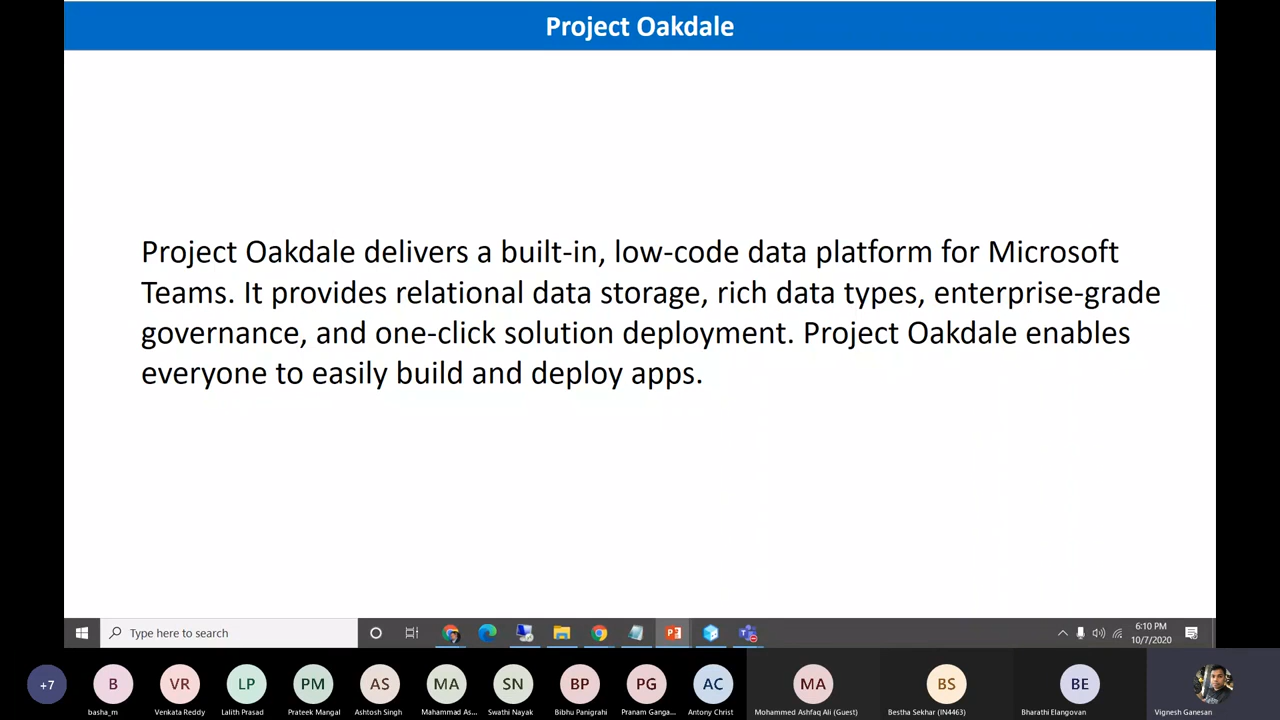 Project Oakdale
Project Oakdale delivers a built-in, low-code data platform for Microsoft
Teams. It provides relational data storage, rich data types, enterprise-grade
governance, and one-click solution deployment. Project Oakdale enables
everyone to easily build and deploy apps.
Type here to search
6:10 PM
10/7/2020
+7
B
VR
LP
PM
AS
MA
SN
BP
PG
AC
MA
BS
BE
basha_m
Venkata Reddy
Lalith Prasad
Prateek Mangal
Ashtosh Singh
Mahammad As...
Swathi Nayak
Bibhu Panigrahi
Pranam Ganga...
Antony Christ
Mohammed Ashfaq Ali (Guest)
Bestha Sekhar (IN4463)
Bharathi Elangovan
Vignesh Ganesan